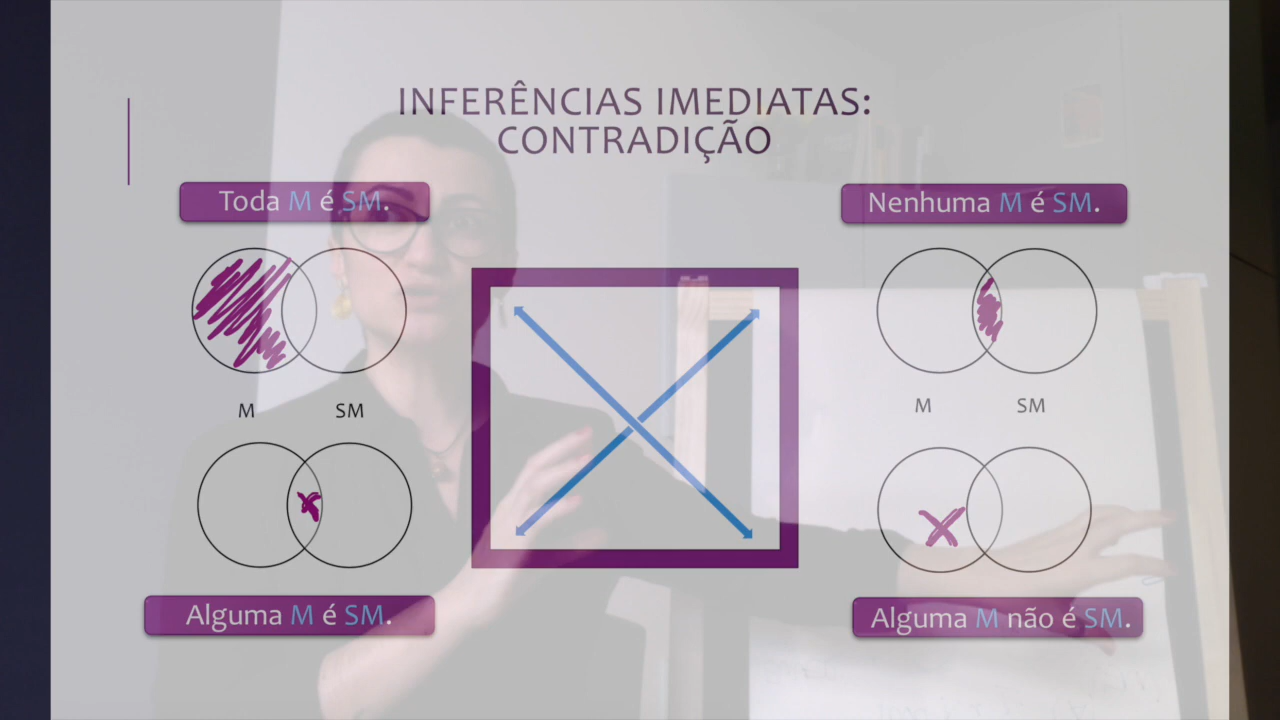 INFERÊNCIAS IMEDIATAS:
CONTRADIÇÃO
Toda M é SM.
Nenhuma M é SM.
M SM
M SM
Alguma M é SM.
Alguma M não é SM.